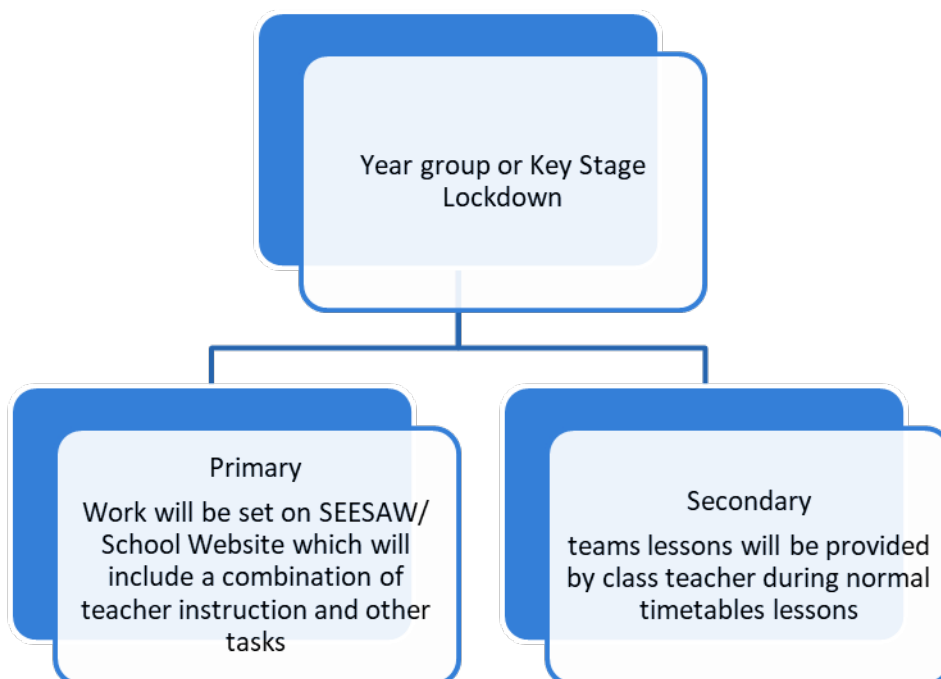 Year group or Key Stage
Lockdown
Primary
Work will be set on SEESAW/
School Website which will
include a combination of
teacher instruction and other
tasks
Secondary
teams lessons will be provided
by class teacher during normal
timetables lessons